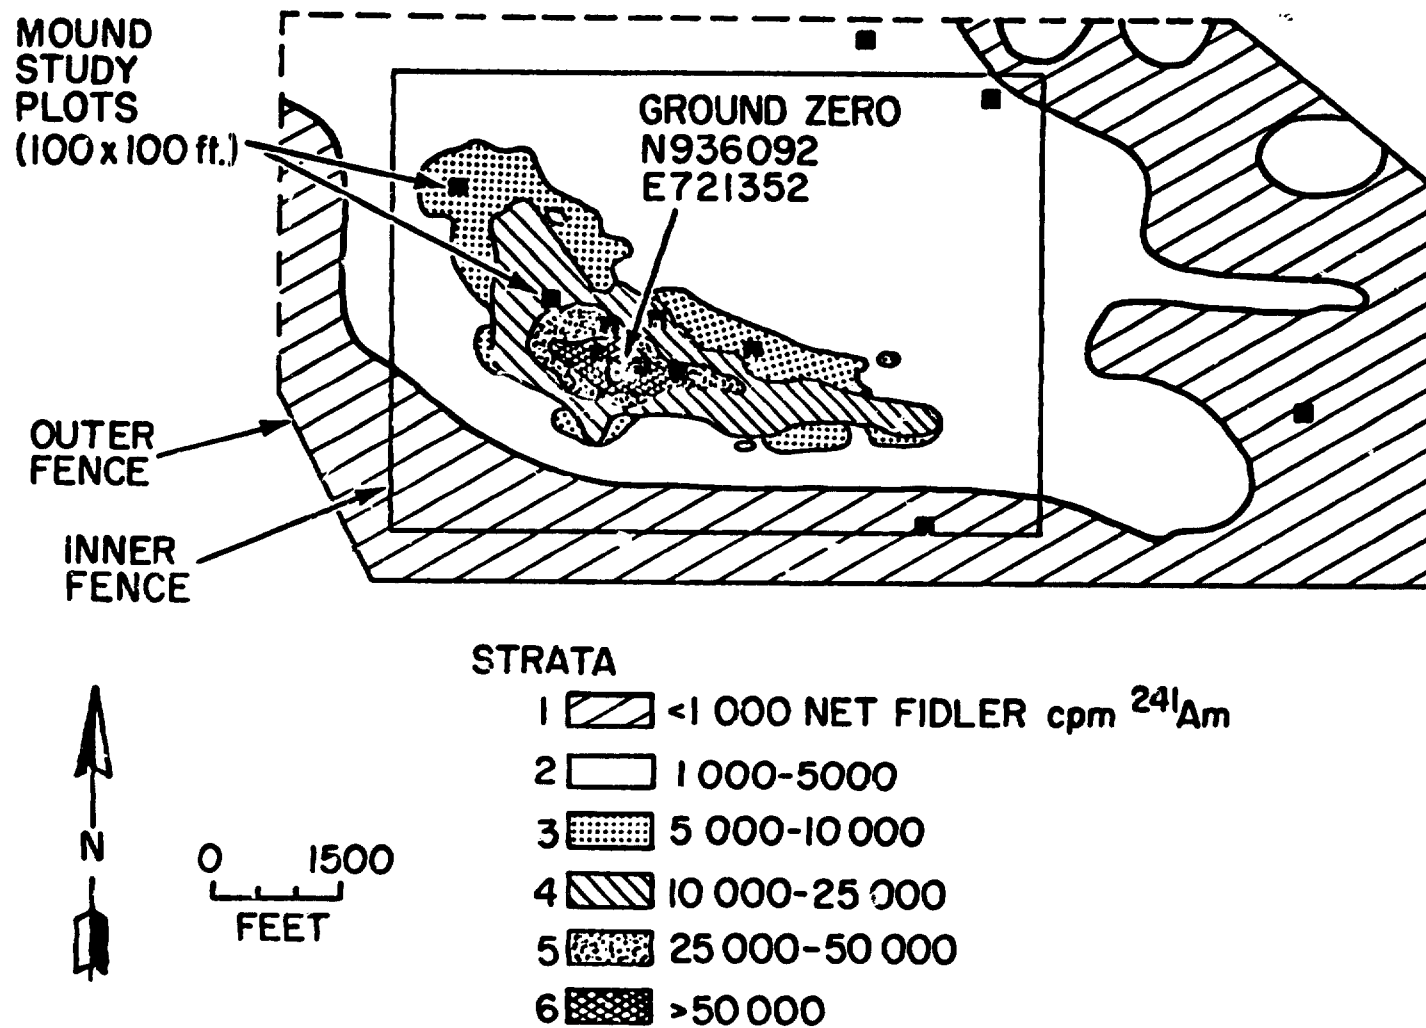 MOUND
STUDY
PLOTS
(100 x 100 ft.)
GROUND ZERO
N936092
E721352
OUTER
FENCE
INNER
FENCE
STRATA
1 <1 000 NET FIDLER cpm ²⁴¹Am
2 1 000-5000
3 5 000-10 000
4 10 000-25 000
5 25 000-50 000
6 >50 000
N
0 1500
FEET